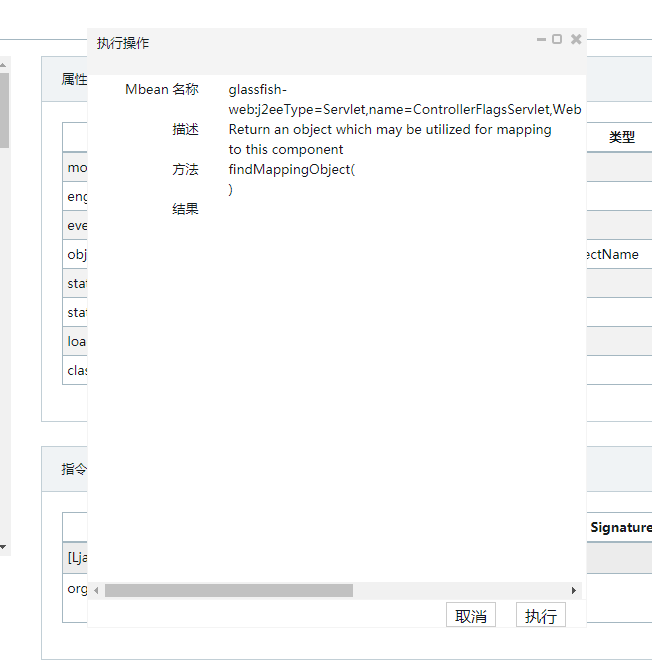 执行操作
Mbean 名称
glassfish-
web:j2eeType=Servlet,name=ControllerFlagsServlet,Web
描述
Return an object which may be utilized for mapping
to this component
方法
findMappingObject(
)
结果
取消
执行
属性
类型
mo
eng
eve
obj
ectName
stat
stat
loa
clas
指令
Signature
[Lja
org